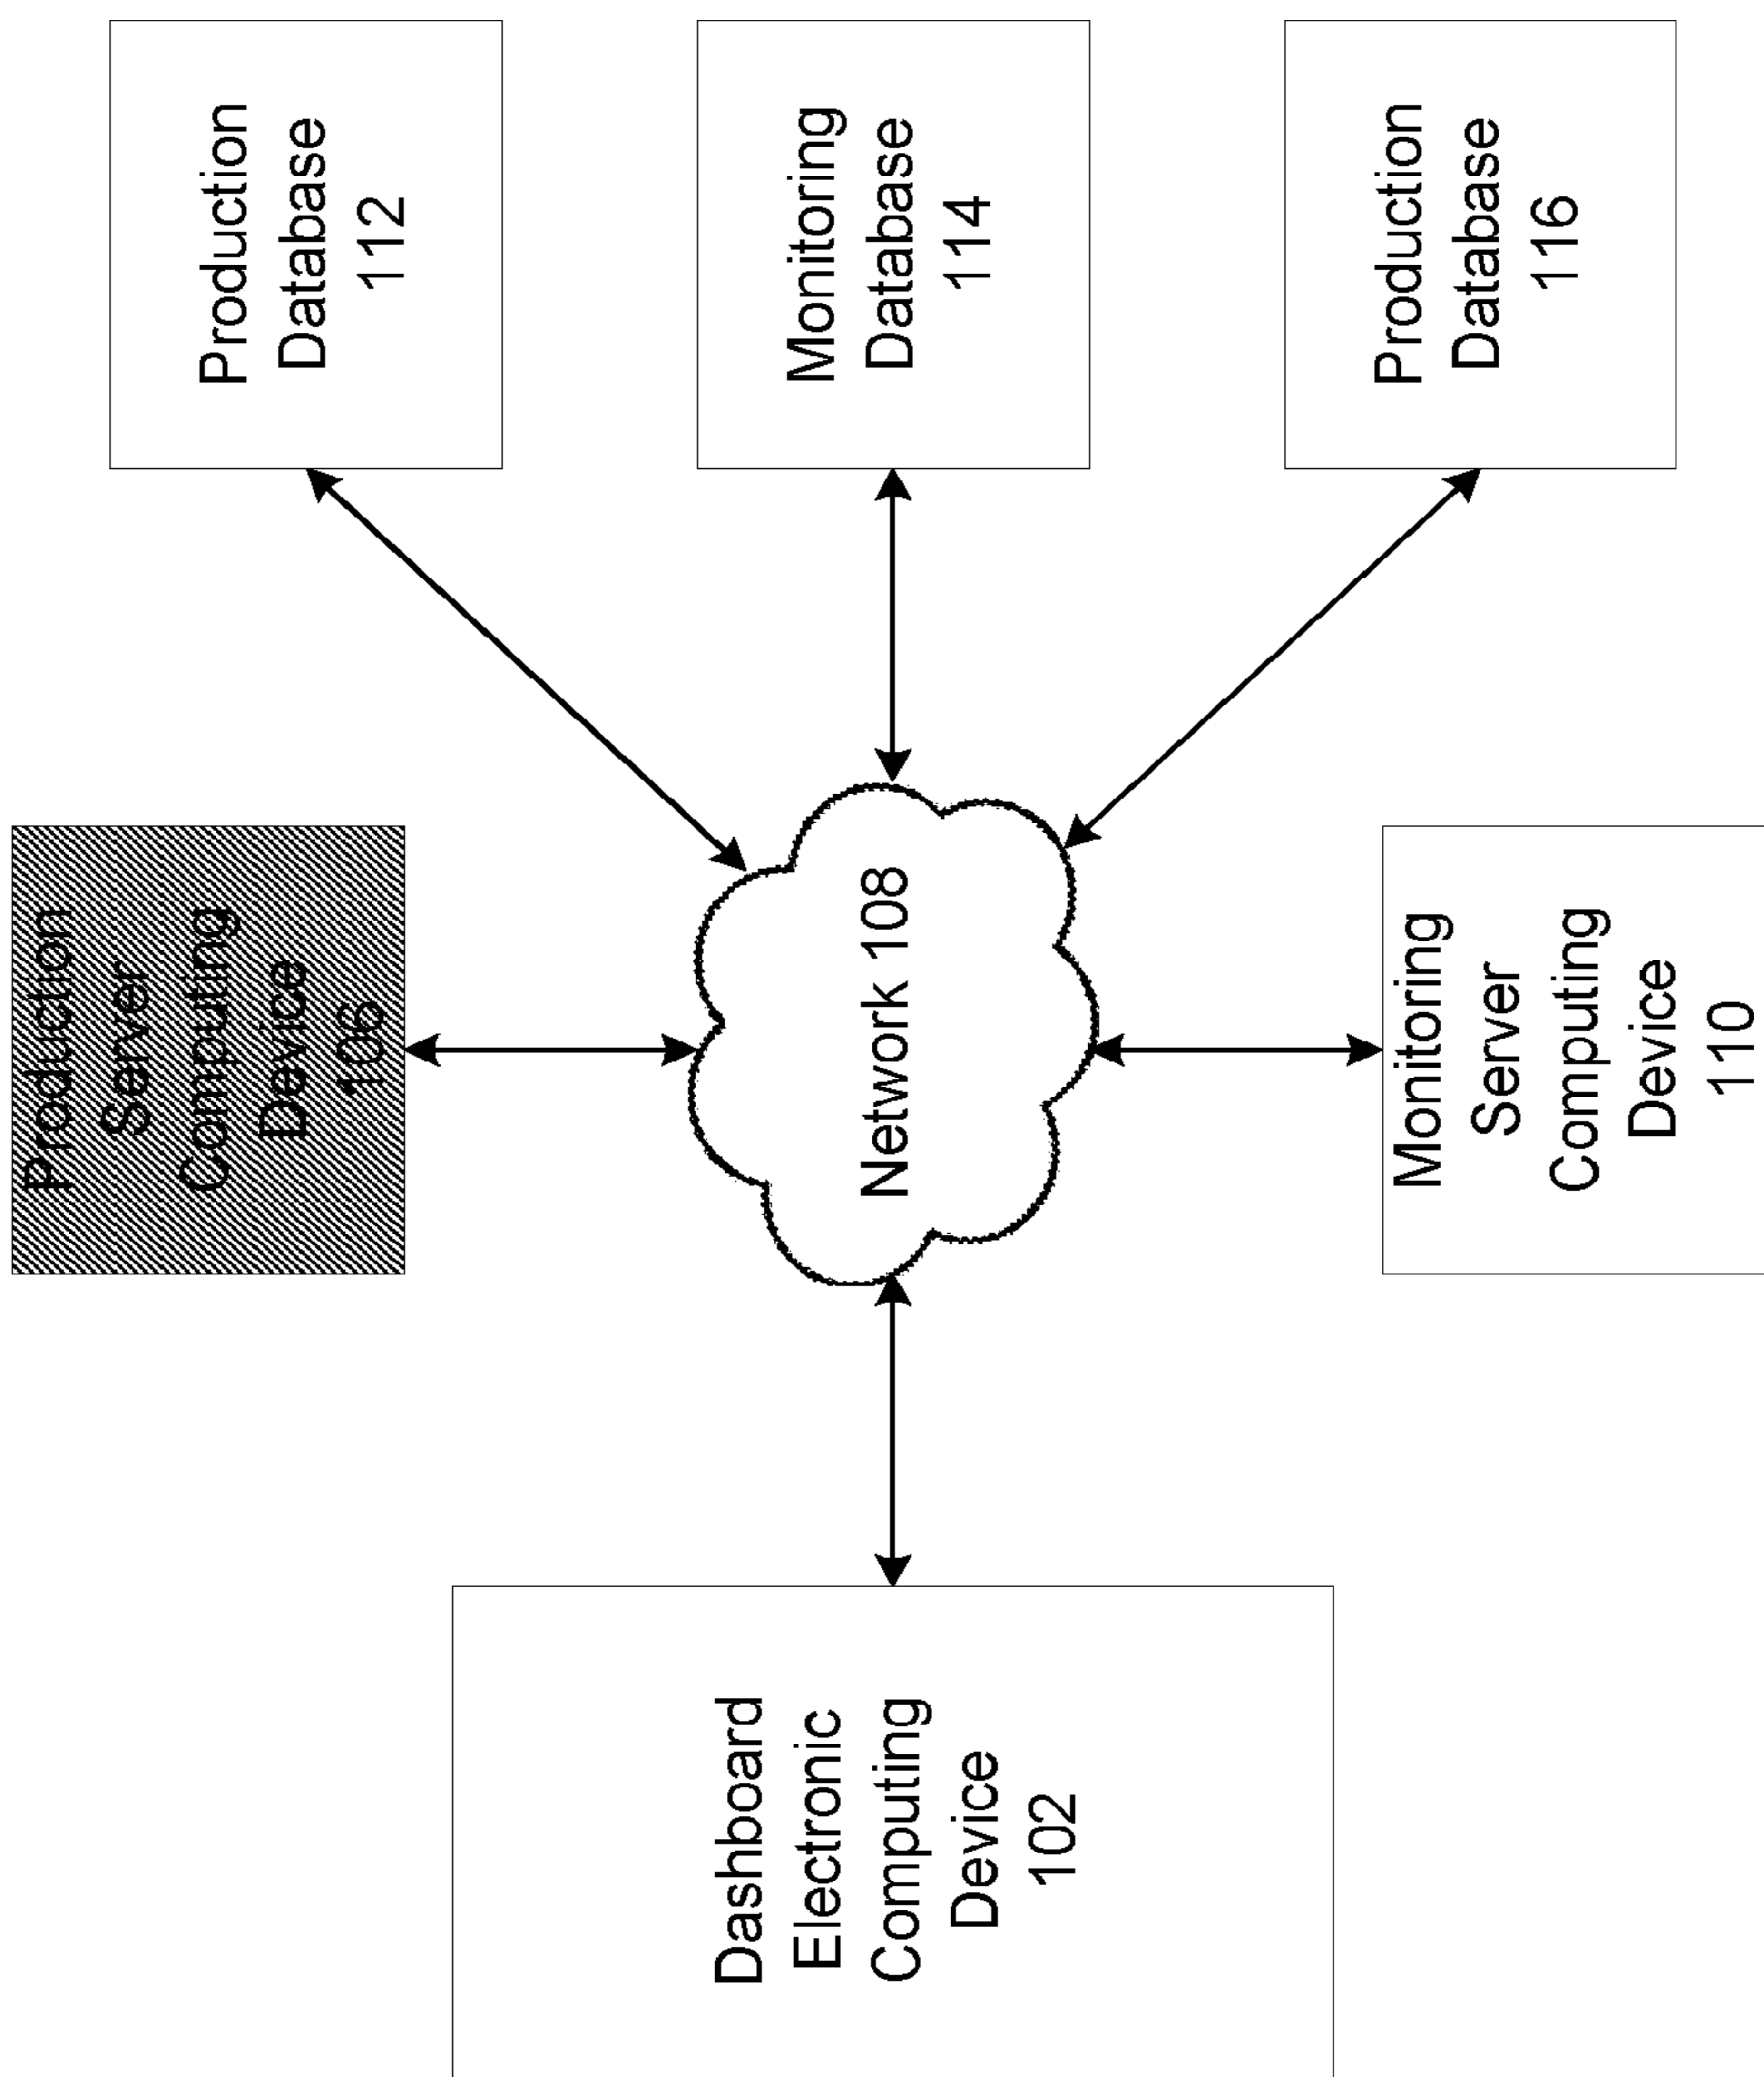 Dashboard
Electronic
Computing
Device
102
Production
Server
Computing
Device
106
Network 108
Monitoring
Server
Computing
Device
110
Production
Database
112
Monitoring
Database
114
Production
Database
116